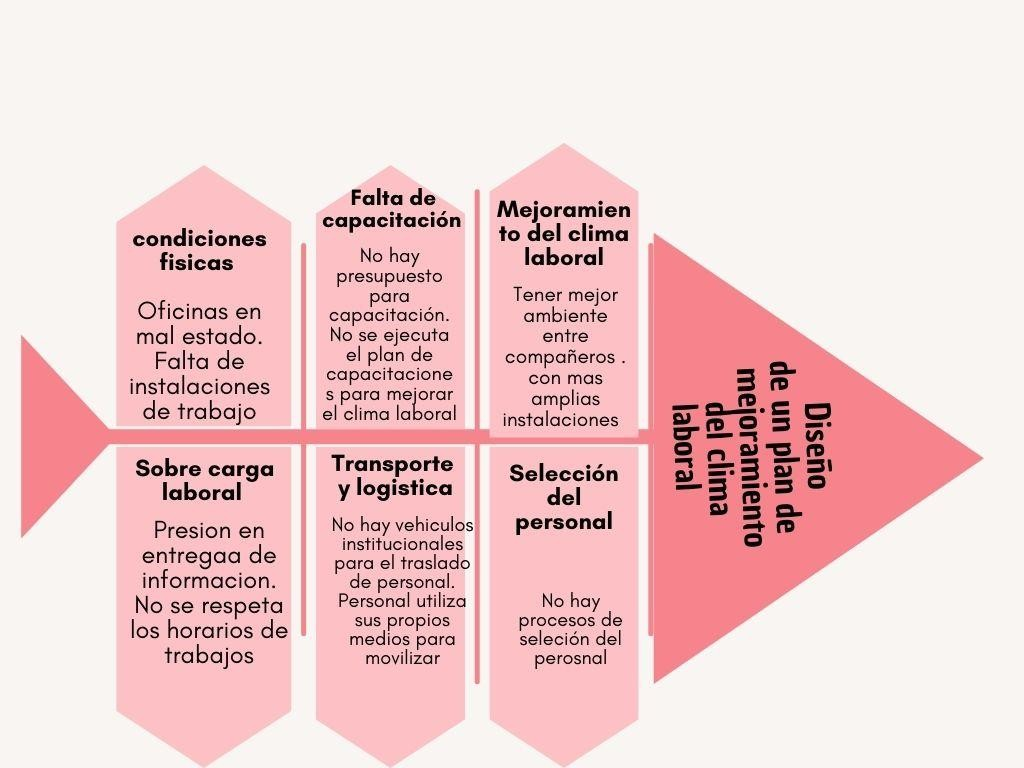 condiciones
fisicas
Oficinas en
mal estado.
Falta de
instalaciones
de trabajo
Falta de
capacitación
No hay
presupuesto
para
capacitación.
No se ejecuta
el plan de
capacitacione
s para mejorar
el clima laboral
Mejoramien
to del clima
laboral
Tener mejor
ambiente
entre
compañeros .
con mas
amplias
instalaciones
Sobre carga
laboral
Presion en
entregaa de
informacion.
No se respeta
los horarios de
trabajos
Transporte
y logistica
No hay vehiculos
institucionales
para el traslado
de personal.
Personal utiliza
sus propios
medios para
movilizar
Selección
del
personal
No hay
procesos de
seleción del
perosnal
Diseño
de un plan de
mejoramiento
del clima
laboral